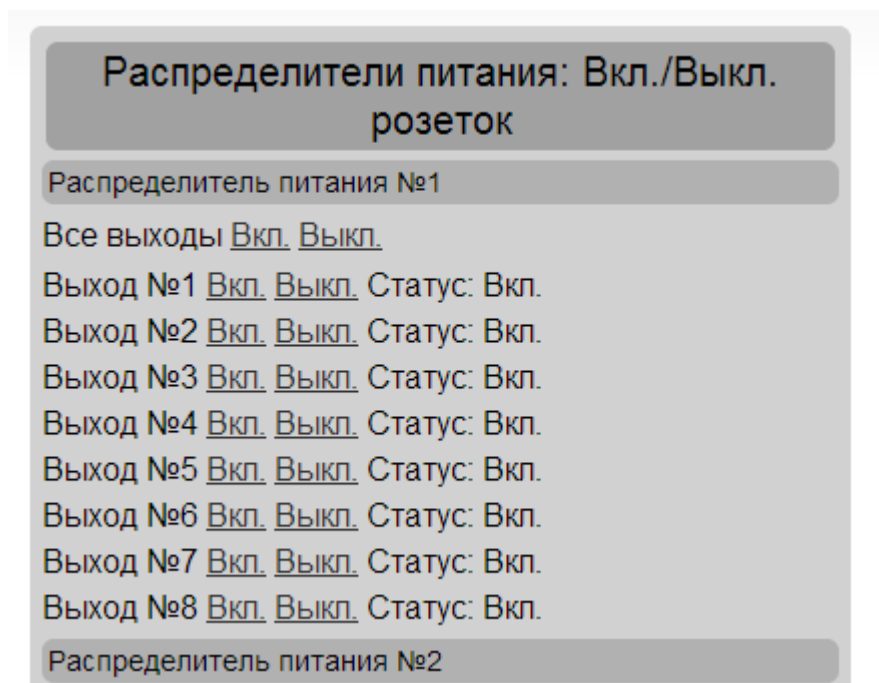 Распределители питания: Вкл./Выкл.
розеток
Распределитель питания №1
Все выходы Вкл. Выкл.
Выход №1 Вкл. Выкл. Статус: Вкл.
Выход №2 Вкл. Выкл. Статус: Вкл.
Выход №3 Вкл. Выкл. Статус: Вкл.
Выход №4 Вкл. Выкл. Статус: Вкл.
Выход №5 Вкл. Выкл. Статус: Вкл.
Выход №6 Вкл. Выкл. Статус: Вкл.
Выход №7 Вкл. Выкл. Статус: Вкл.
Выход №8 Вкл. Выкл. Статус: Вкл.
Распределитель питания №2